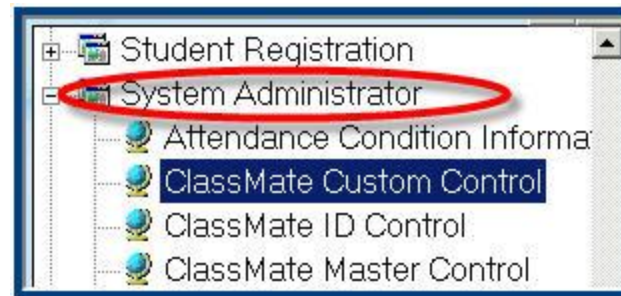 Student Registration
System Administrator
Attendance Condition Informa
ClassMate Custom Control
ClassMate ID Control
ClassMate Master Control